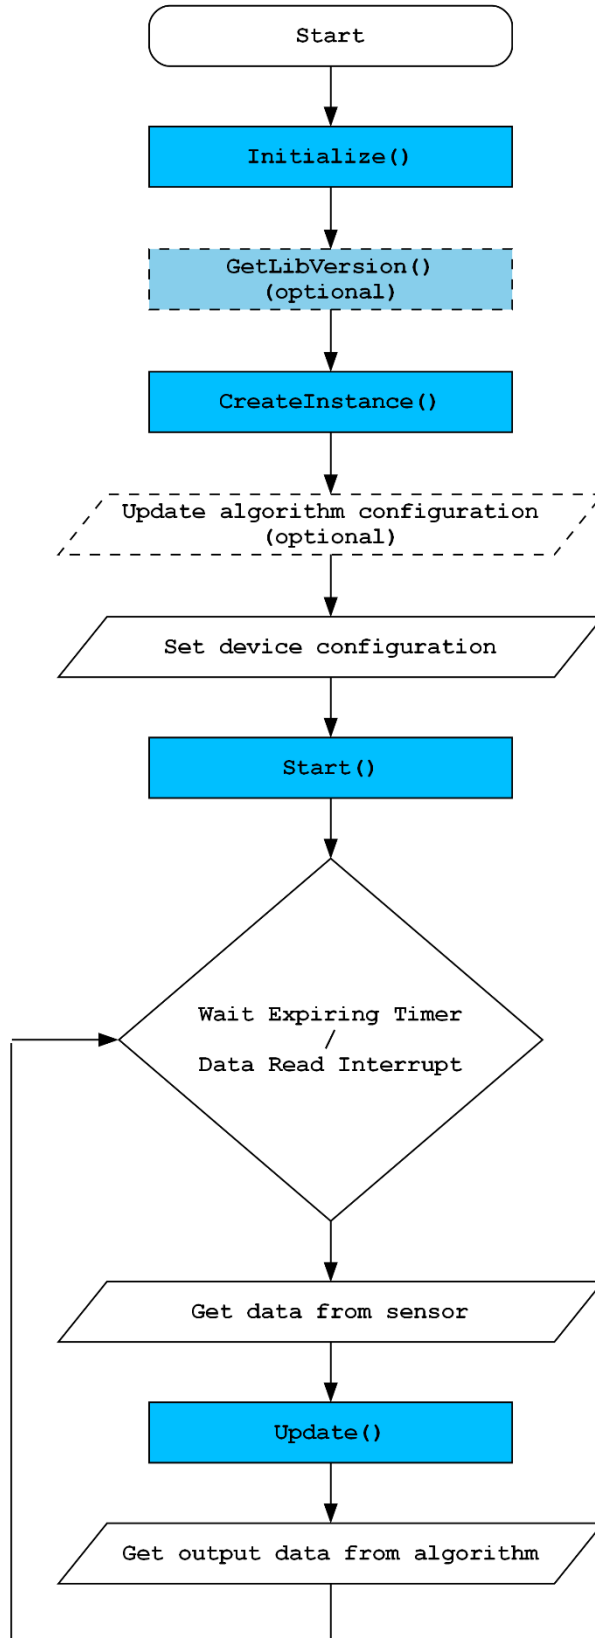 Start
Initialize()
GetLibVersion()
(optional)
CreateInstance()
Update algorithm configuration
(optional)
Set device configuration
Start()
Wait Expiring Timer
/
Data Read Interrupt
Get data from sensor
Update()
Get output data from algorithm